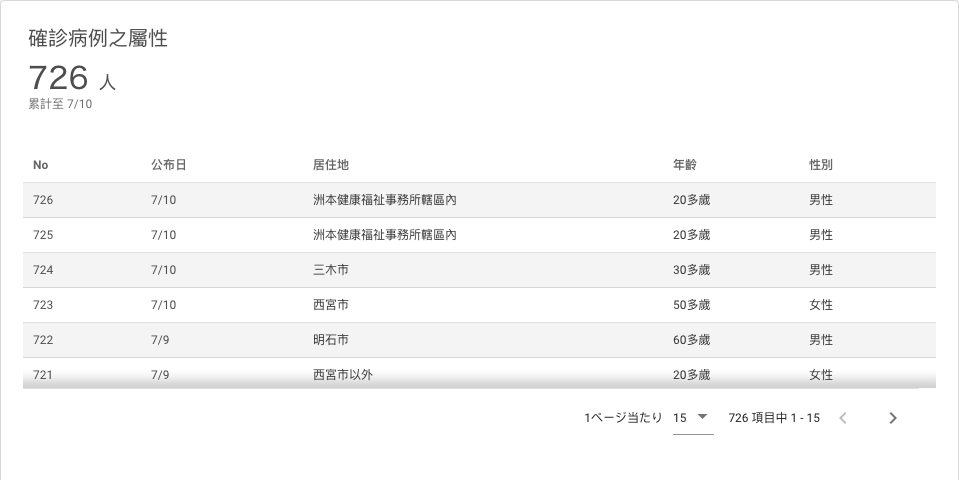 確診病例之屬性
726 人
累計至 7/10
No 公布日 居住地 年齡 性別
726 7/10 洲本健康福祉事務所轄區內 20多歲 男性
725 7/10 洲本健康福祉事務所轄區內 20多歲 男性
724 7/10 三木市 30多歲 男性
723 7/10 西宮市 50多歲 女性
722 7/9 明石市 60多歲 男性
721 7/9 西宮市以外 20多歲 女性
1ページ当たり 15 726 項目中 1 - 15